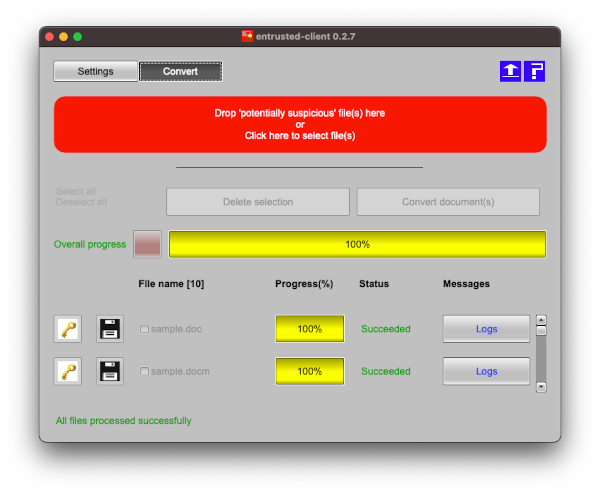 entrusted-client 0.2.7
Settings
Convert
Drop 'potentially suspicious' file(s) here
or
Click here to select file(s)
Select all
Deselect all
Delete selection
Convert document(s)
Overall progress
100%
File name [10]
Progress(%)
Status
Messages
sample.doc
100%
Succeeded
Logs
sample.docm
100%
Succeeded
Logs
All files processed successfully